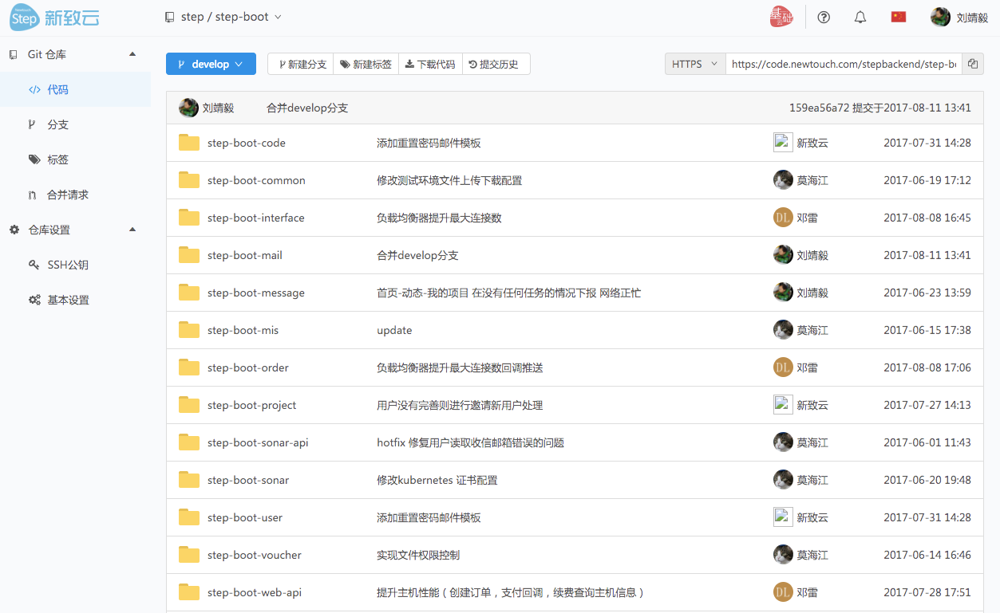 Newtouch
Step 新致云
step / step-boot
基础云
刘靖毅
Git 仓库
代码
分支
标签
合并请求
仓库设置
SSH公钥
基本设置
develop
新建分支
新建标签
下载代码
提交历史
HTTPS
https://code.newtouch.com/stepbackend/step-bo
刘靖毅 合并develop分支 159ea56a72 提交于2017-08-11 13:41
step-boot-code 添加重置密码邮件模板 新致云 2017-07-31 14:28
step-boot-common 修改测试环境文件上传下载配置 莫海江 2017-06-19 17:12
step-boot-interface 负载均衡器提升最大连接数 DL 邓雷 2017-08-08 16:45
step-boot-mail 合并develop分支 刘靖毅 2017-08-11 13:41
step-boot-message 首页-动态-我的项目 在没有任何任务的情况下报 网络正忙 刘靖毅 2017-06-23 13:59
step-boot-mis update 莫海江 2017-06-15 17:38
step-boot-order 负载均衡器提升最大连接数回调推送 DL 邓雷 2017-08-08 17:06
step-boot-project 用户没有完善则进行邀请新用户处理 新致云 2017-07-27 14:13
step-boot-sonar-api hotfix 修复用户读取收信邮箱错误的问题 莫海江 2017-06-01 11:43
step-boot-sonar 修改kubernetes 证书配置 莫海江 2017-06-20 19:48
step-boot-user 添加重置密码邮件模板 新致云 2017-07-31 14:28
step-boot-voucher 实现文件权限控制 莫海江 2017-06-14 16:46
step-boot-web-api 提升主机性能（创建订单，支付回调，续费查询主机信息） DL 邓雷 2017-07-28 17:51